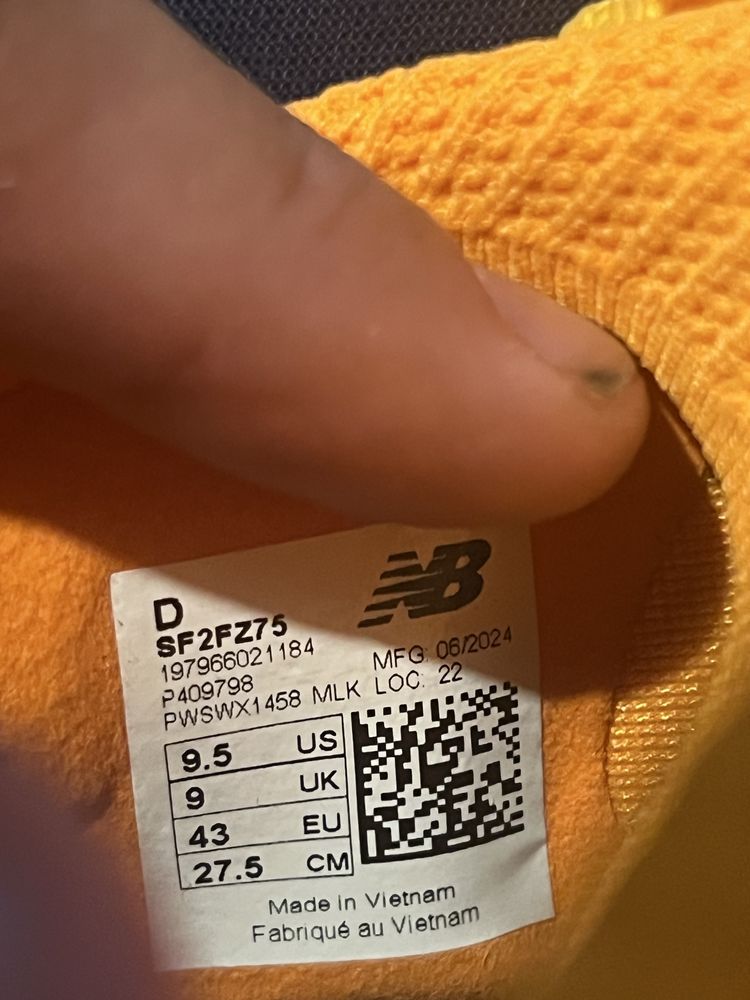 NB
D
SF2FZ75
197966021184
MFG: 06/2024
P409798
LOC: 22
PWSWX1458 MLK
9.5 US
9 UK
43 EU
27.5 CM
Made in Vietnam
Fabriqué au Vietnam